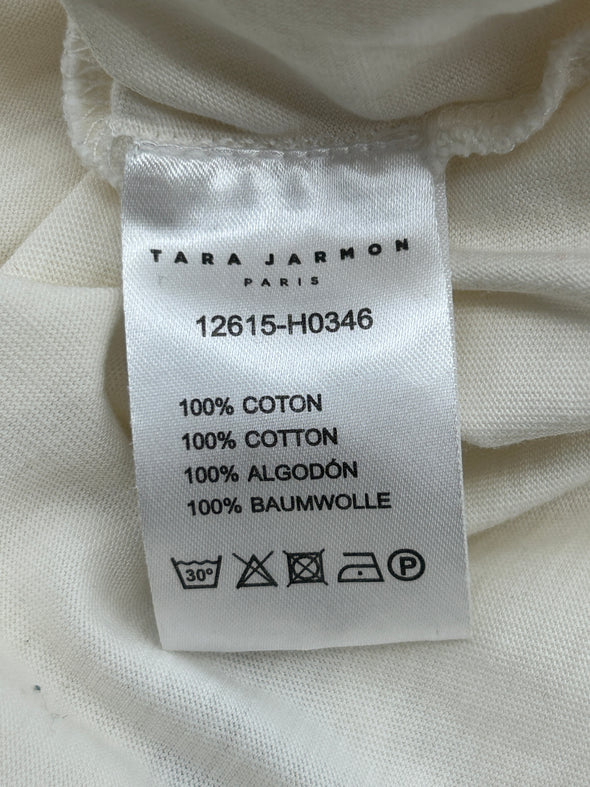 TARA JARMON
PARIS
12615-H0346
100% COTON
100% COTTON
100% ALGODÓN
100% BAUMWOLLE
30° P